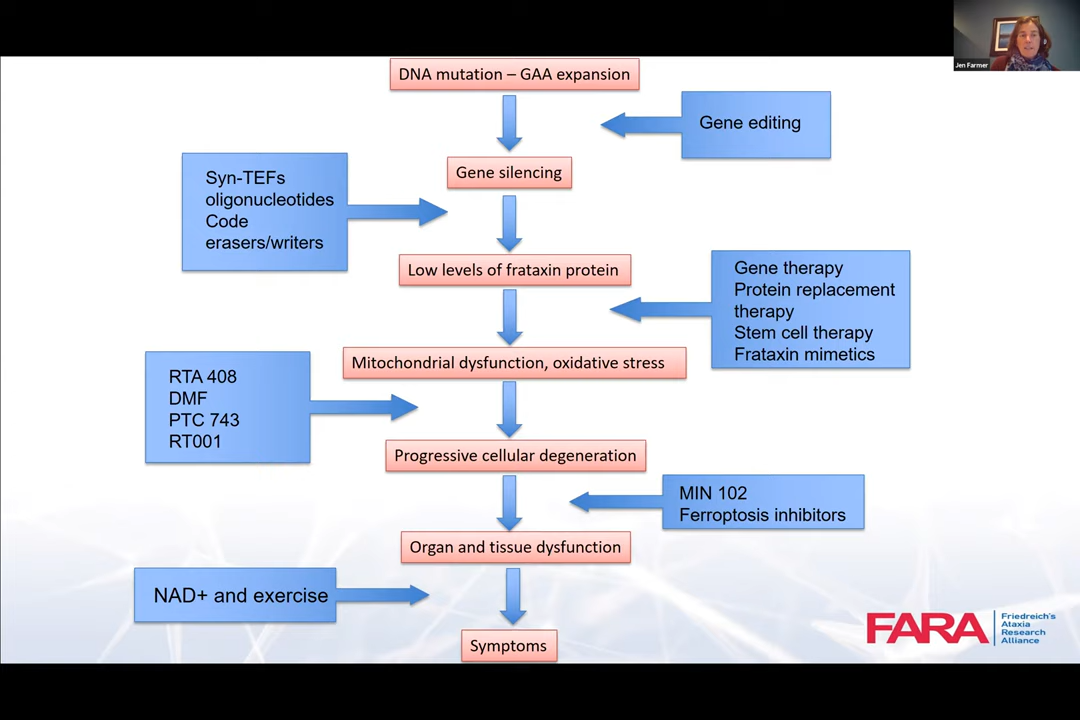 Jen Farmer
DNA mutation – GAA expansion
Gene editing
Gene silencing
Syn-TEFs
oligonucleotides
Code
erasers/writers
Low levels of frataxin protein
Gene therapy
Protein replacement
therapy
Stem cell therapy
Frataxin mimetics
Mitochondrial dysfunction, oxidative stress
RTA 408
DMF
PTC 743
RT001
Progressive cellular degeneration
MIN 102
Ferroptosis inhibitors
Organ and tissue dysfunction
NAD+ and exercise
Symptoms
FARA
Friedreich's
Ataxia
Research
Alliance